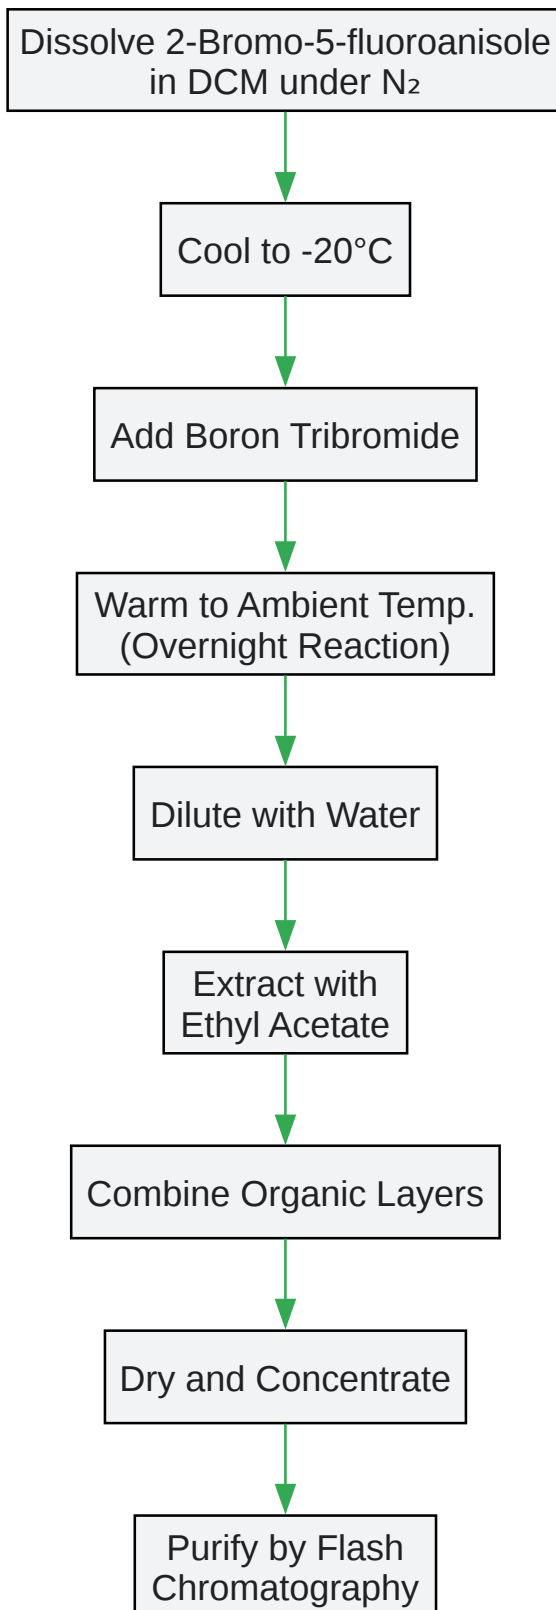 Dissolve 2-Bromo-5-fluoroanisole
in DCM under N₂
Cool to -20°C
Add Boron Tribromide
Warm to Ambient Temp.
(Overnight Reaction)
Dilute with Water
Extract with
Ethyl Acetate
Combine Organic Layers
Dry and Concentrate
Purify by Flash
Chromatography